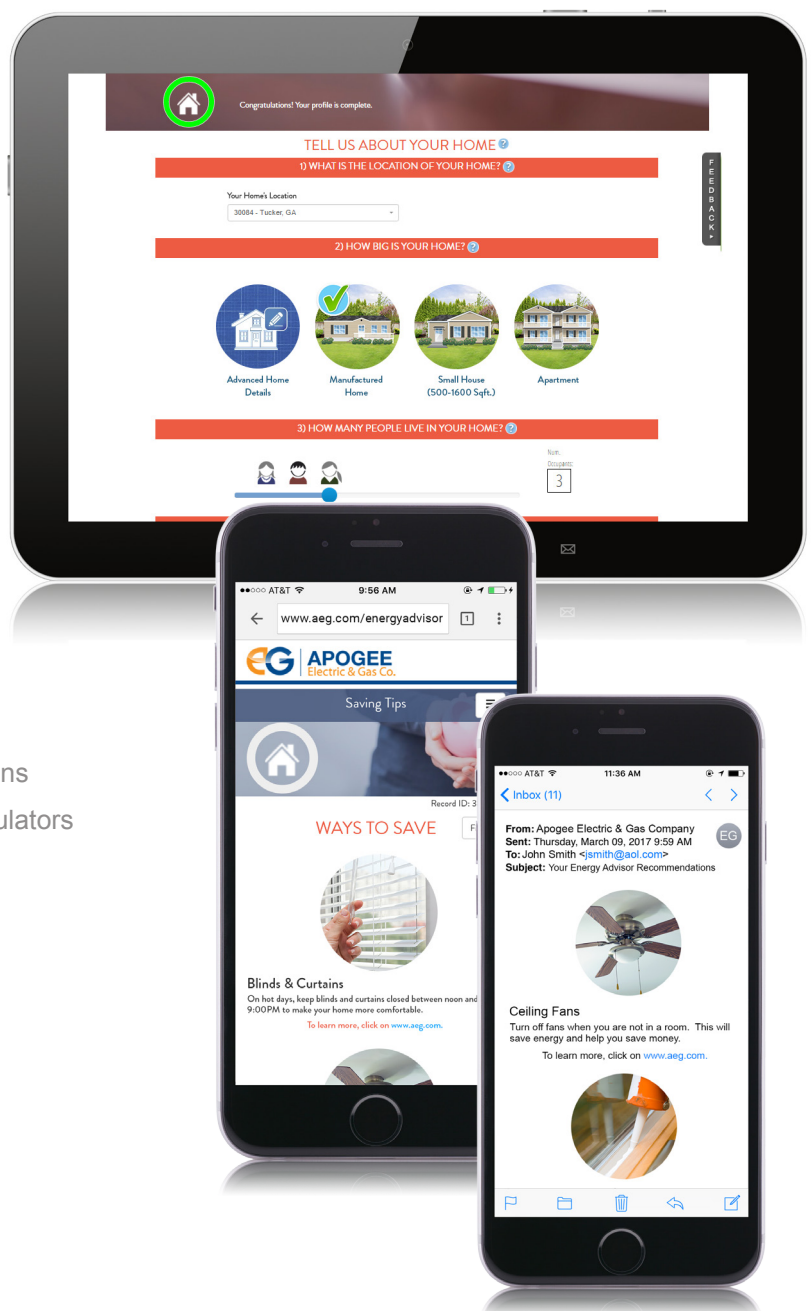 Congratulations! Your profile is complete.
TELL US ABOUT YOUR HOME
1) WHAT IS THE LOCATION OF YOUR HOME?
Your Home's Location
30084 - Tucker, GA
2) HOW BIG IS YOUR HOME?
Advanced Home
Details
Manufactured
Home
Small House
(500-1600 Sqft.)
Apartment
3) HOW MANY PEOPLE LIVE IN YOUR HOME?
Num.
Occupants:
3
FEEDBACK
AT&T
9:56 AM
www.aeg.com/energyadvisor
1
eG APOGEE
Electric & Gas Co.
Saving Tips
Record ID: 3
WAYS TO SAVE
F
Blinds & Curtains
On hot days, keep blinds and curtains closed between noon and
9:00PM to make your home more comfortable.
To learn more, click on www.aeg.com.
ns
ulators
AT&T
11:36 AM
Inbox (11)
From: Apogee Electric & Gas Company
EG
Sent: Thursday, March 09, 2017 9:59 AM
To: John Smith <jsmith@aol.com>
Subject: Your Energy Advisor Recommendations
Ceiling Fans
Turn off fans when you are not in a room. This will
save energy and help you save money.
To learn more, click on www.aeg.com.